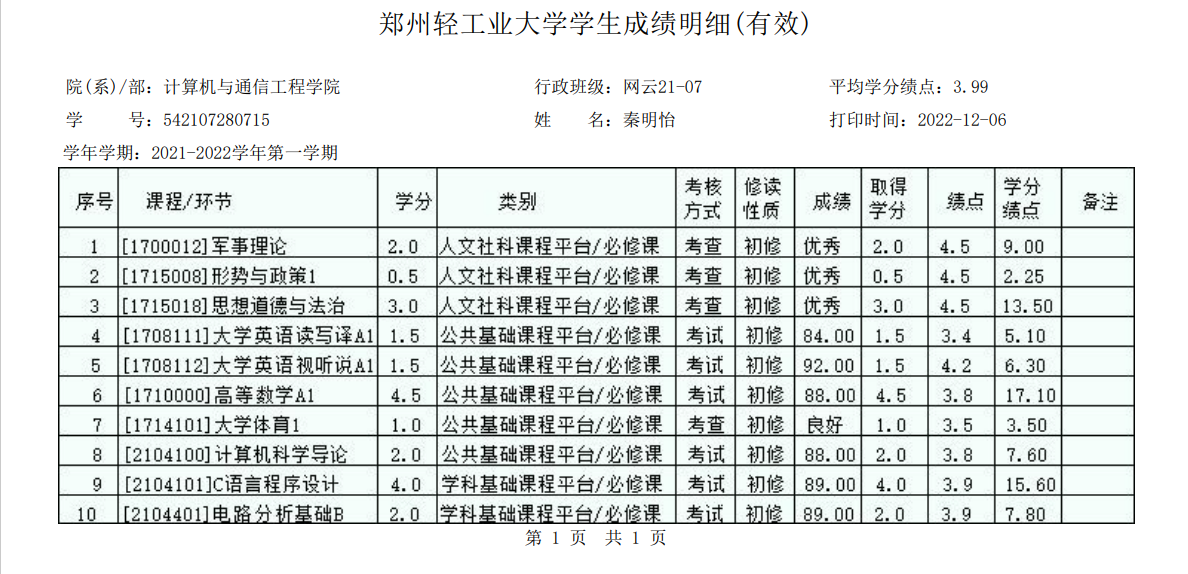 郑州轻工业大学学生成绩明细(有效)
院(系)/部：计算机与通信工程学院 行政班级：网云21-07 平均学分绩点：3.99
学 号：542107280715 姓 名：秦明怡 打印时间：2022-12-06
学年学期：2021-2022学年第一学期
序号 课程/环节 学分 类别 考核方式 修读性质 成绩 取得学分 绩点 学分绩点 备注
1 [1700012]军事理论 2.0 人文社科课程平台/必修课 考查 初修 优秀 2.0 4.5 9.00
2 [1715008]形势与政策1 0.5 人文社科课程平台/必修课 考查 初修 优秀 0.5 4.5 2.25
3 [1715018]思想道德与法治 3.0 人文社科课程平台/必修课 考查 初修 优秀 3.0 4.5 13.50
4 [1708111]大学英语读写译A1 1.5 公共基础课程平台/必修课 考试 初修 84.00 1.5 3.4 5.10
5 [1708112]大学英语视听说A1 1.5 公共基础课程平台/必修课 考试 初修 92.00 1.5 4.2 6.30
6 [1710000]高等数学A1 4.5 公共基础课程平台/必修课 考试 初修 88.00 4.5 3.8 17.10
7 [1714101]大学体育1 1.0 公共基础课程平台/必修课 考查 初修 良好 1.0 3.5 3.50
8 [2104100]计算机科学导论 2.0 公共基础课程平台/必修课 考试 初修 88.00 2.0 3.8 7.60
9 [2104101]C语言程序设计 4.0 学科基础课程平台/必修课 考试 初修 89.00 4.0 3.9 15.60
10 [2104401]电路分析基础B 2.0 学科基础课程平台/必修课 考试 初修 89.00 2.0 3.9 7.80
第 1 页 共 1 页